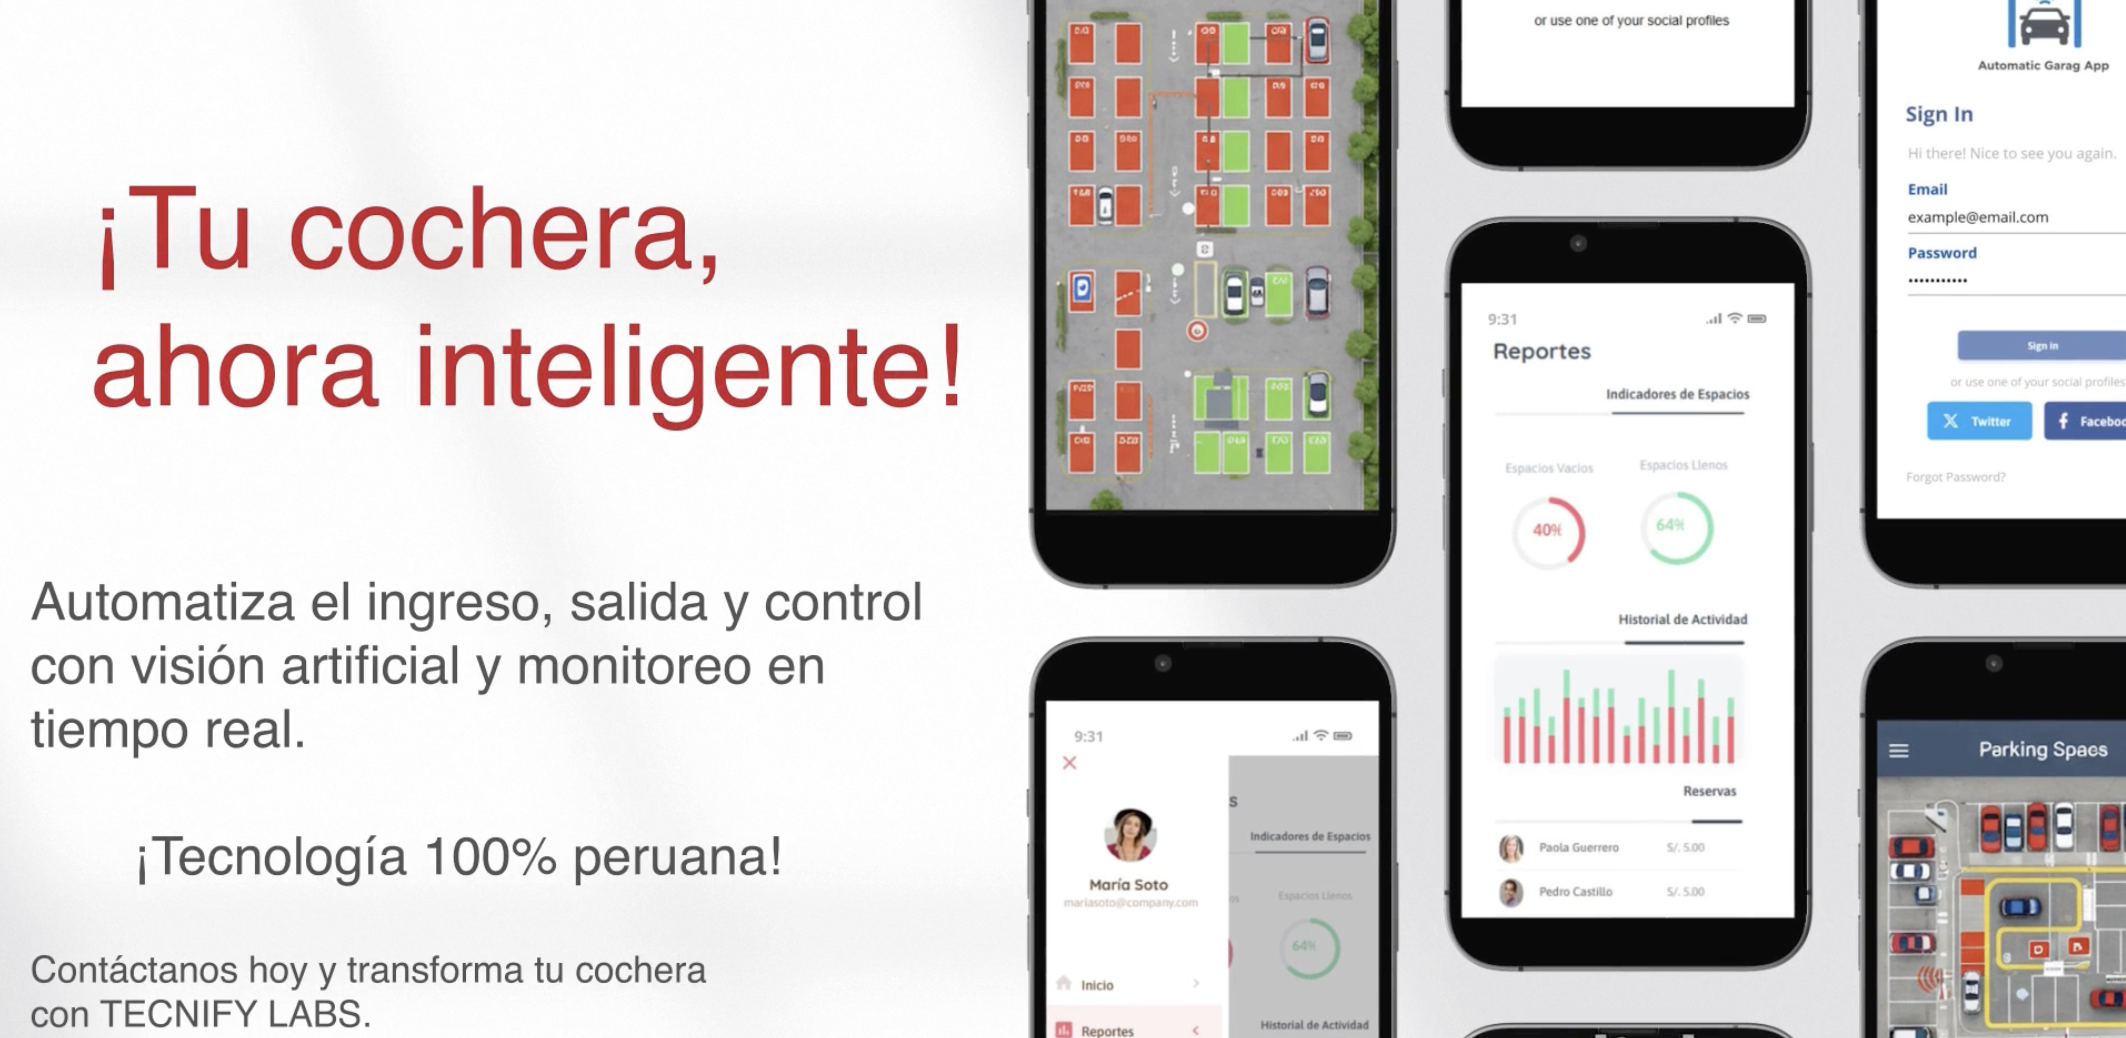 ¡Tu cochera,
ahora inteligente!
Automatiza el ingreso, salida y control
con visión artificial y monitoreo en
tiempo real.
¡Tecnología 100% peruana!
Contáctanos hoy y transforma tu cochera
con TECNIFY LABS.
9:31
María Soto
mariasoto@company.com
Inicio
Reportes
S
Indicadores de Espacios
os
Espacios Llenos
64%
Historial de Actividad
or use one of your social profiles
9:31
Reportes
Indicadores de Espacios
Espacios Vacios
Espacios Llenos
40%
64%
Historial de Actividad
Reservas
Paola Guerrero S/. 5.00
Pedro Castillo S/. 5.00
Automatic Garag App
Sign In
Hi there! Nice to see you again.
Email
example@email.com
Password
Sign in
or use one of your social profiles
Twitter
Faceboo
Forgot Password?
Parking Spaes